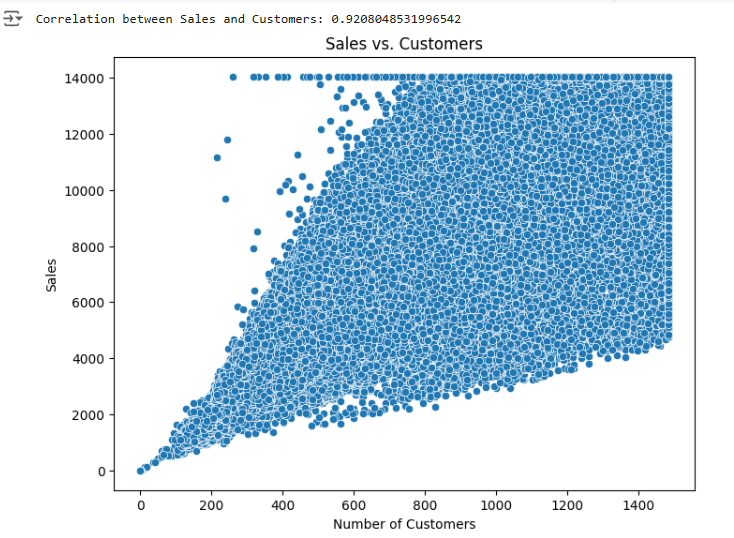 Correlation between Sales and Customers: 0.9208048531996542
Sales vs. Customers
14000
12000
10000
8000
6000
4000
2000
0
Sales
0 200 400 600 800 1000 1200 1400
Number of Customers